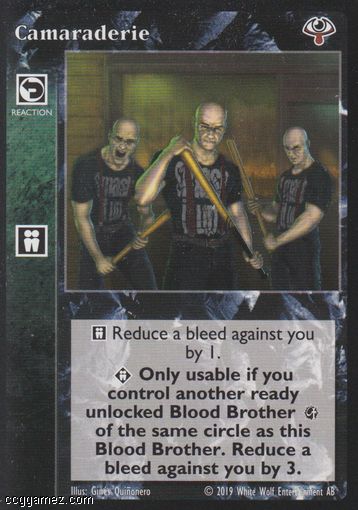 Camaraderie
REACTION
Reduce a bleed against you
by 1.
Only usable if you
control another ready
unlocked Blood Brother
of the same circle as this
Blood Brother. Reduce a
bleed against you by 3.
Illus: Ginés Quiñonero
© 2019 White Wolf Entertainment AB
ccggamez.com